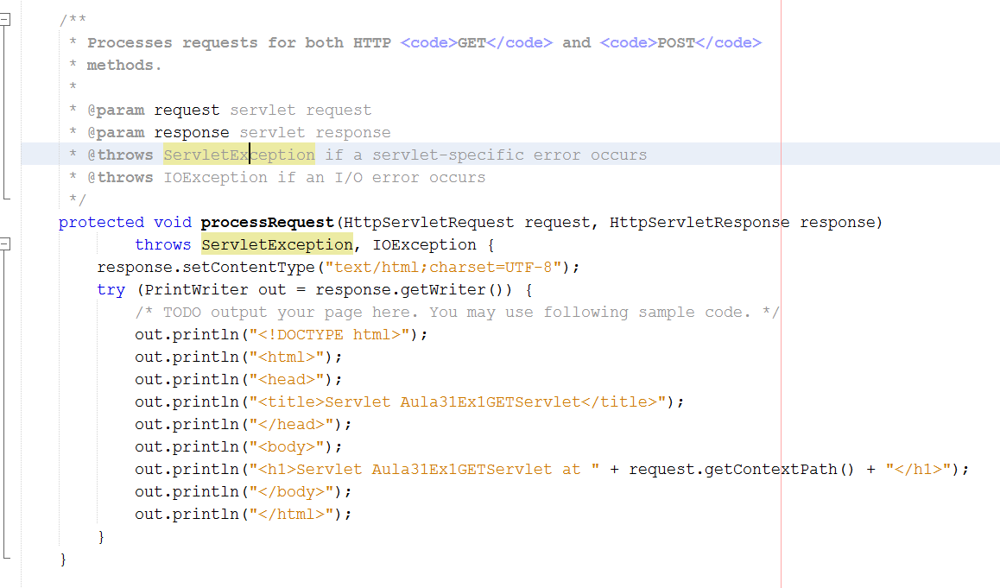 /**
 * Processes requests for both HTTP <code>GET</code> and <code>POST</code>
 * methods.
 *
 * @param request servlet request
 * @param response servlet response
 * @throws ServletException if a servlet-specific error occurs
 * @throws IOException if an I/O error occurs
 */
protected void processRequest(HttpServletRequest request, HttpServletResponse response)
        throws ServletException, IOException {
    response.setContentType("text/html;charset=UTF-8");
    try (PrintWriter out = response.getWriter()) {
        /* TODO output your page here. You may use following sample code. */
        out.println("<!DOCTYPE html>");
        out.println("<html>");
        out.println("<head>");
        out.println("<title>Servlet Aula31Ex1GETServlet</title>");
        out.println("</head>");
        out.println("<body>");
        out.println("<h1>Servlet Aula31Ex1GETServlet at " + request.getContextPath() + "</h1>");
        out.println("</body>");
        out.println("</html>");
    }
}